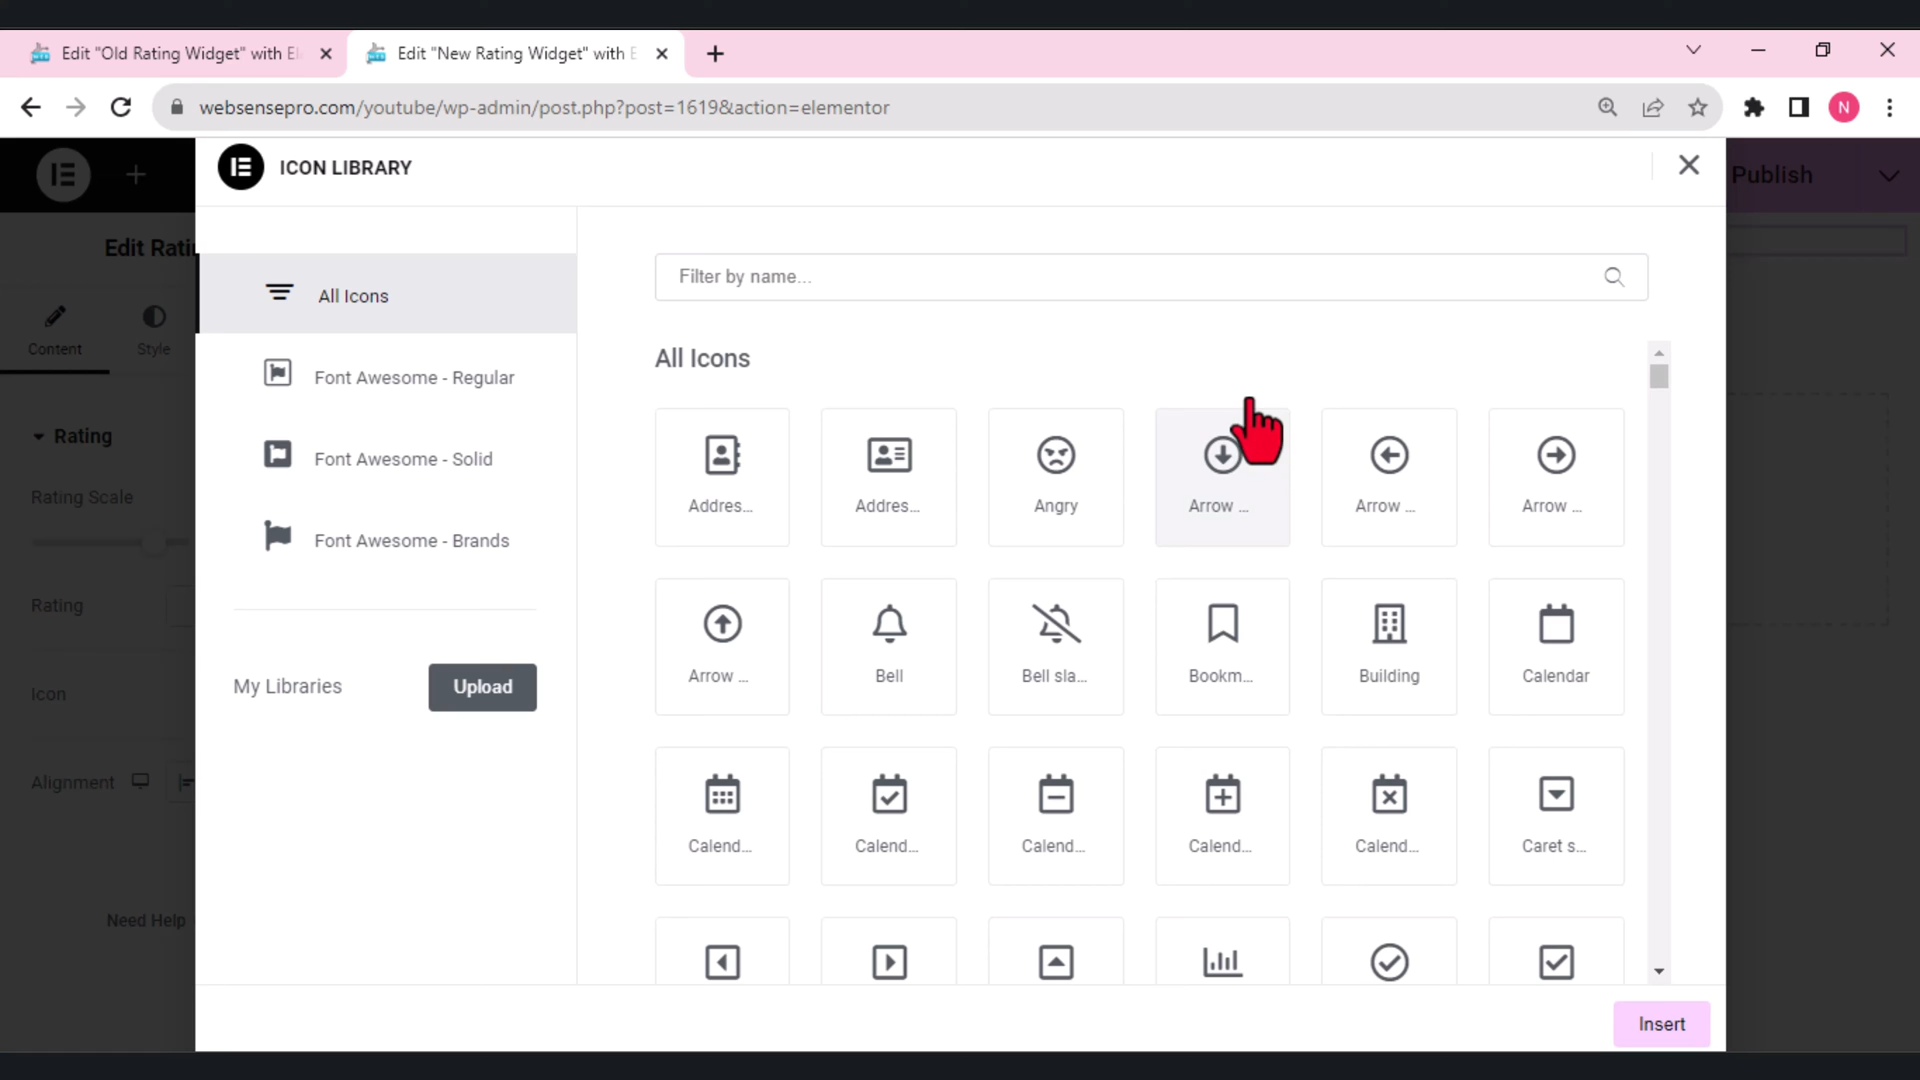 Edit "Old Rating Widget" with El
Edit "New Rating Widget" with E
websensepro.com/youtube/wp-admin/post.php?post=1619&action=elementor
N
ICON LIBRARY
Publish
Edit Rati
Filter by name...
All Icons
Content
Style
All Icons
Font Awesome - Regular
Rating
Font Awesome - Solid
Rating Scale
Addres...
Addres...
Angry
Arrow ...
Arrow ...
Arrow ...
Font Awesome - Brands
Rating
My Libraries
Upload
Arrow ...
Bell
Bell sla...
Bookm...
Building
Calendar
Icon
Alignment
Calend...
Calend...
Calend...
Calend...
Calend...
Caret s...
Need Help
Insert